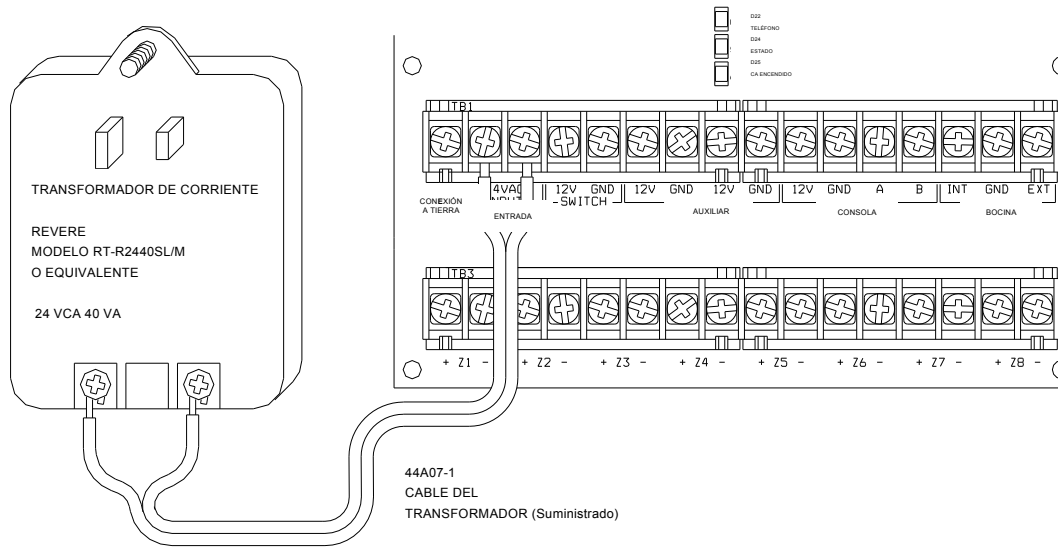 D22
TELÉFONO
D24
ESTADO
D25
CA ENCENDIDO
TB1
TRANSFORMADOR DE CORRIENTE
REVERE
MODELO RT-R2440SL/M
O EQUIVALENTE
24 VCA 40 VA
4VAC 12V GND 12V GND 12V GND 12V GND A B INT GND EXT
SWITCH
CONEXIÓN
A TIERRA
ENTRADA
AUXILIAR
CONSOLA
BOCINA
TB3
+ Z1 - + Z2 - + Z3 - + Z4 - + Z5 - + Z6 - + Z7 - + Z8 -
44A07-1
CABLE DEL
TRANSFORMADOR (Suministrado)